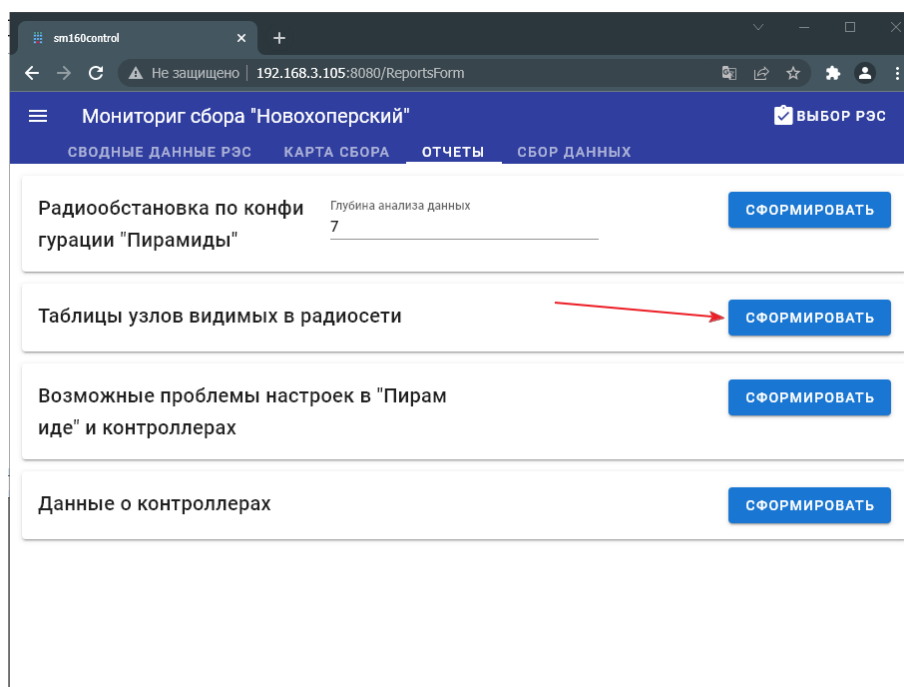 sm160control
Не защищено | 192.168.3.105:8080/ReportsForm
Мониториг сбора "Новохоперский"
ВЫБОР РЭС
СВОДНЫЕ ДАННЫЕ РЭС КАРТА СБОРА ОТЧЕТЫ СБОР ДАННЫХ
Радиообстановка по конфи
гурации "Пирамиды"
Глубина анализа данных
7
СФОРМИРОВАТЬ
Таблицы узлов видимых в радиосети
СФОРМИРОВАТЬ
Возможные проблемы настроек в "Пирам
иде" и контроллерах
СФОРМИРОВАТЬ
Данные о контроллерах
СФОРМИРОВАТЬ